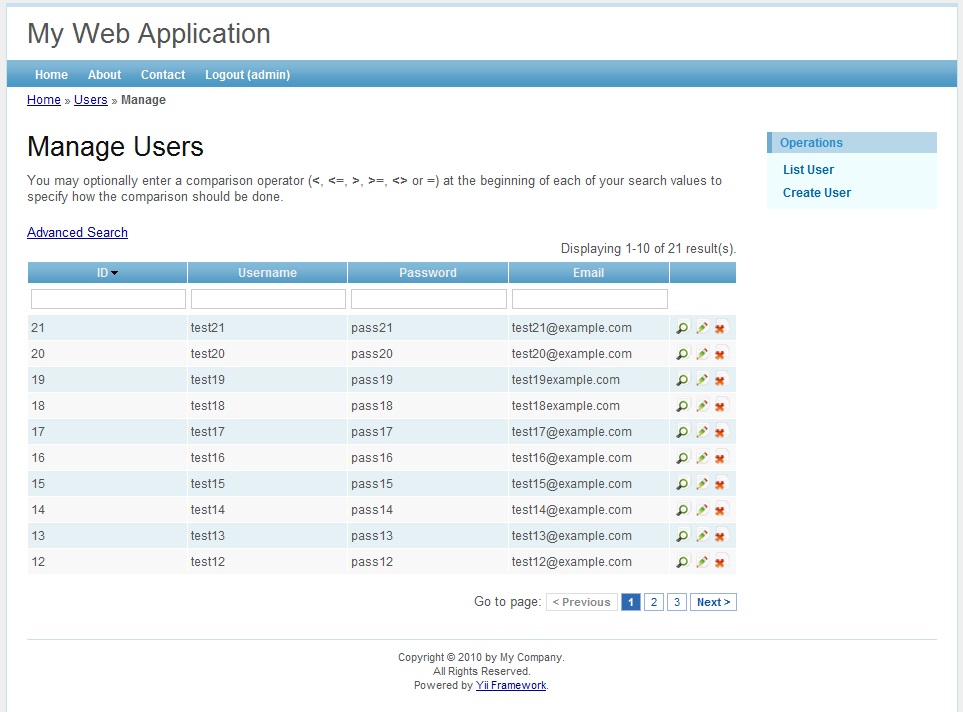 My Web Application
Home About Contact Logout (admin)
Home » Users » Manage
Manage Users
You may optionally enter a comparison operator (<, <=, >, >=, <> or =) at the beginning of each of your search values to
specify how the comparison should be done.
Advanced Search
Displaying 1-10 of 21 result(s).
ID Username Password Email
21 test21 pass21 test21@example.com
20 test20 pass20 test20@example.com
19 test19 pass19 test19example.com
18 test18 pass18 test18example.com
17 test17 pass17 test17@example.com
16 test16 pass16 test16@example.com
15 test15 pass15 test15@example.com
14 test14 pass14 test14@example.com
13 test13 pass13 test13@example.com
12 test12 pass12 test12@example.com
Go to page: < Previous 1 2 3 Next >
Operations
List User
Create User
Copyright © 2010 by My Company.
All Rights Reserved.
Powered by Yii Framework.